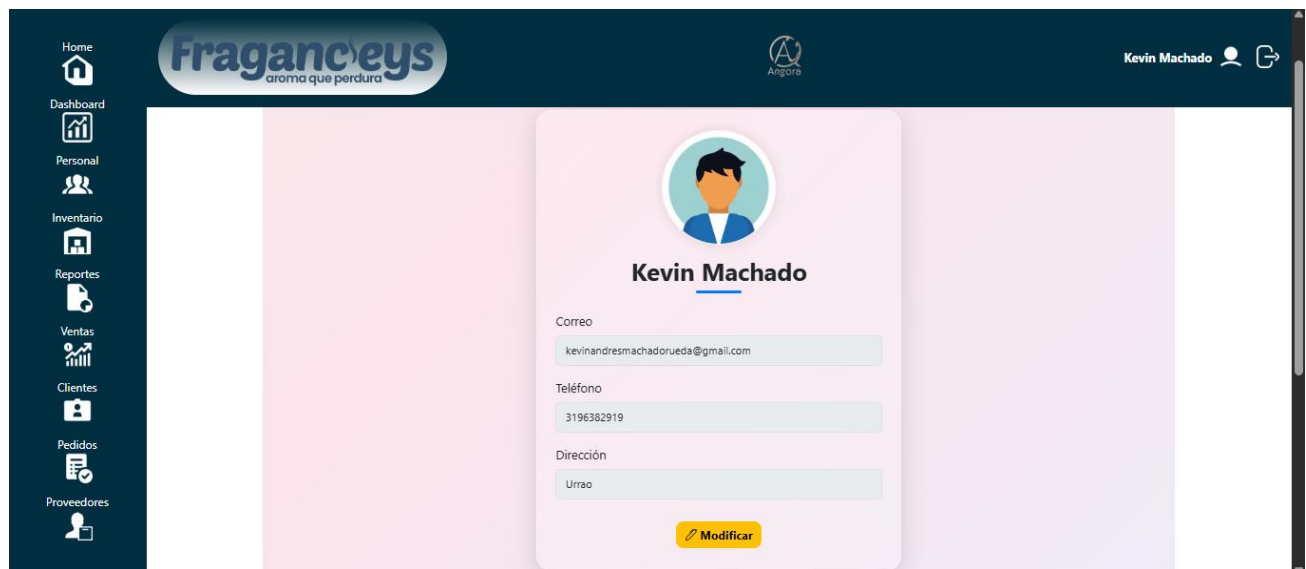 Home
Dashboard
Personal
Inventario
Reportes
Ventas
Clientes
Pedidos
Proveedores
Fragancieys
aroma que perdura
Angora
Kevin Machado
Kevin Machado
Correo
kevinandresmachadorueda@gmail.com
Teléfono
3196382919
Dirección
Urrao
Modificar